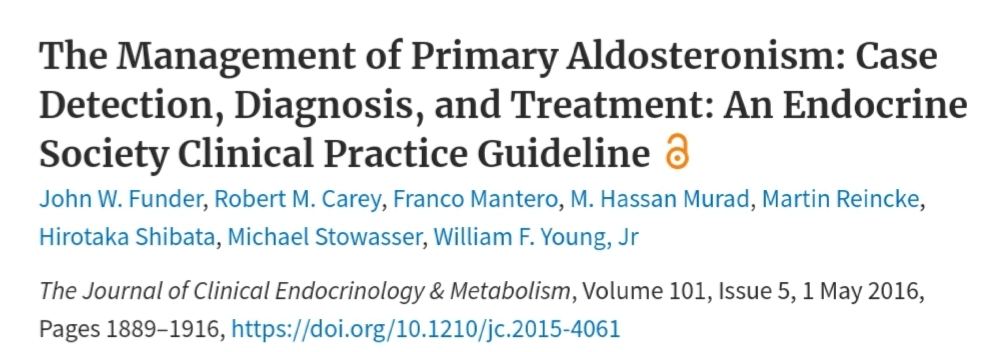 The Management of Primary Aldosteronism: Case
Detection, Diagnosis, and Treatment: An Endocrine
Society Clinical Practice Guideline
John W. Funder, Robert M. Carey, Franco Mantero, M. Hassan Murad, Martin Reincke,
Hirotaka Shibata, Michael Stowasser, William F. Young, Jr
The Journal of Clinical Endocrinology & Metabolism, Volume 101, Issue 5, 1 May 2016,
Pages 1889–1916, https://doi.org/10.1210/jc.2015-4061